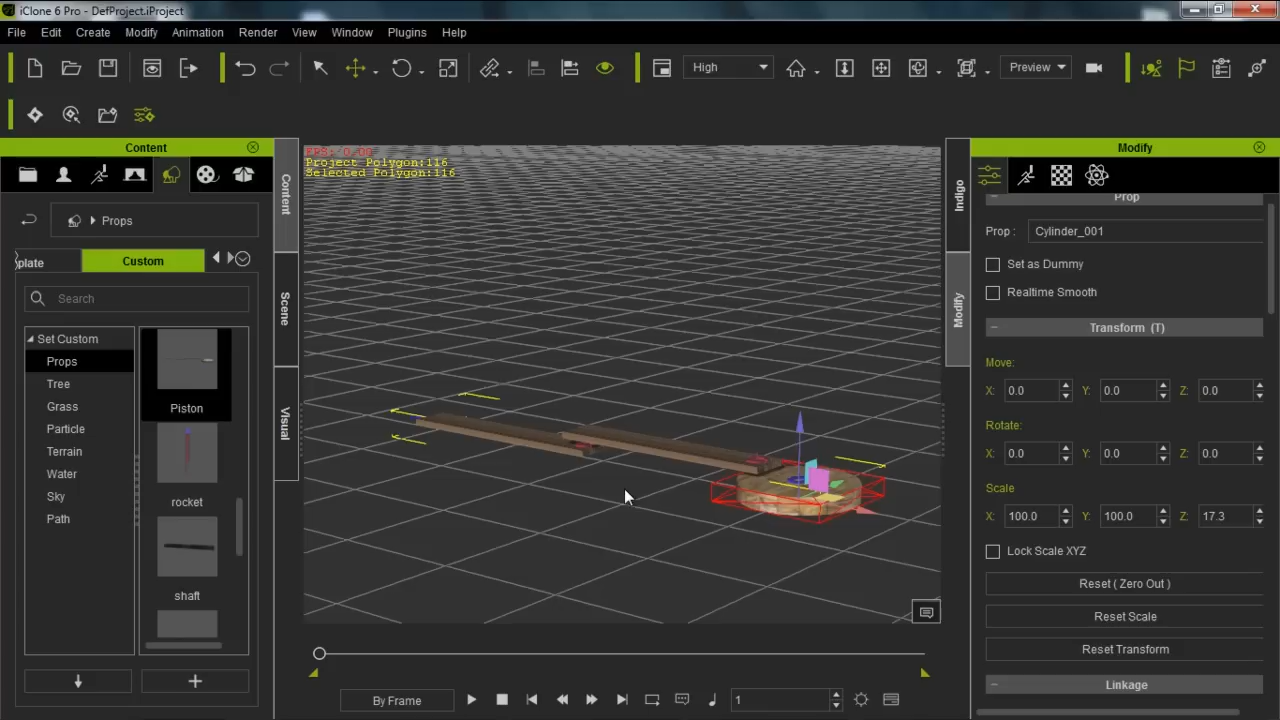 iClone 6 Pro - DefProject.iProject
File Edit Create Modify Animation Render View Window Plugins Help
High
Preview
Content
Modify
Props
Prop
Prop : Cylinder_001
plate
Custom
Set as Dummy
Search
Realtime Smooth
Set Custom
Props
Tree
Grass
Particle
Terrain
Water
Sky
Path
Piston
rocket
shaft
Content
Scene
Visual
FPS: 0.00
Project Polygon:116
Selected Polygon:116
Indigo
Modify
Transform (T)
Move:
X: 0.0 Y: 0.0 Z: 0.0
Rotate:
X: 0.0 Y: 0.0 Z: 0.0
Scale
X: 100.0 Y: 100.0 Z: 17.3
Lock Scale XYZ
Reset ( Zero Out )
Reset Scale
Reset Transform
Linkage
By Frame
1